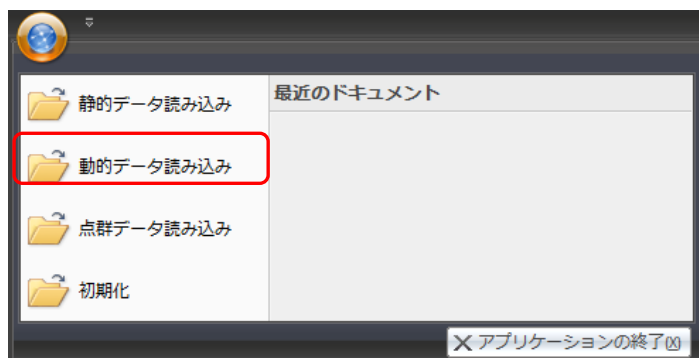 静的データ読み込み
動的データ読み込み
点群データ読み込み
初期化
最近のドキュメント
アプリケーションの終了(X)